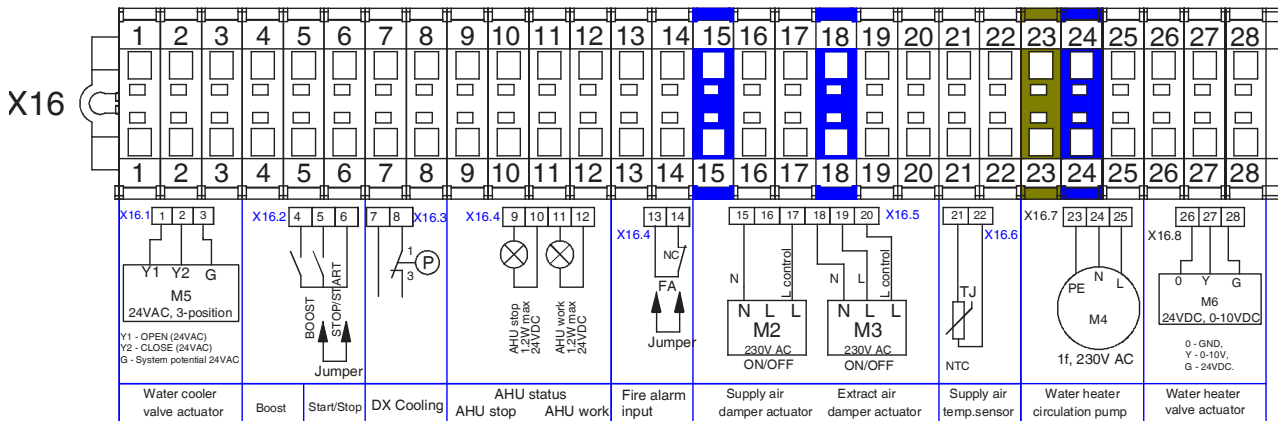 1 2 3 4 5 6 7 8 9 10 11 12 13 14 15 16 17 18 19 20 21 22 23 24 25 26 27 28
X16
1 2 3 4 5 6 7 8 9 10 11 12 13 14 15 16 17 18 19 20 21 22 23 24 25 26 27 28
X16.1 1 2 3
Y1 Y2 G
M5
24VAC, 3-position
Y1 - OPEN (24VAC)
Y2 - CLOSE (24VAC)
G - System potential 24VAC
Water cooler
valve actuator
X16.2 4 5 6
BOOST
STOP/START
Jumper
Boost
Start/Stop
7 8 X16.3
1
3
P
DX Cooling
X16.4 9 10 11 12
AHU stop
1.2W max
24VDC
AHU work
1.2W max
24VDC
AHU status
AHU stop AHU work
13 14
X16.4
NC
FA
Jumper
Fire alarm
input
15 16 17 18 19 20 X16.5
N
L control
N
L
L control
N L L
M2
230V AC
ON/OFF
N L L
M3
230V AC
ON/OFF
Supply air
damper actuator
Extract air
damper actuator
21 22
X16.6
TJ
NTC
Supply air
temp.sensor
X16.7 23 24 25
PE N L
M4
1f, 230V AC
Water heater
circulation pump
26 27 28
X16.8
0 Y G
M6
24VDC, 0-10VDC
0 - GND,
Y - 0-10V,
G - 24VDC.
Water heater
valve actuator